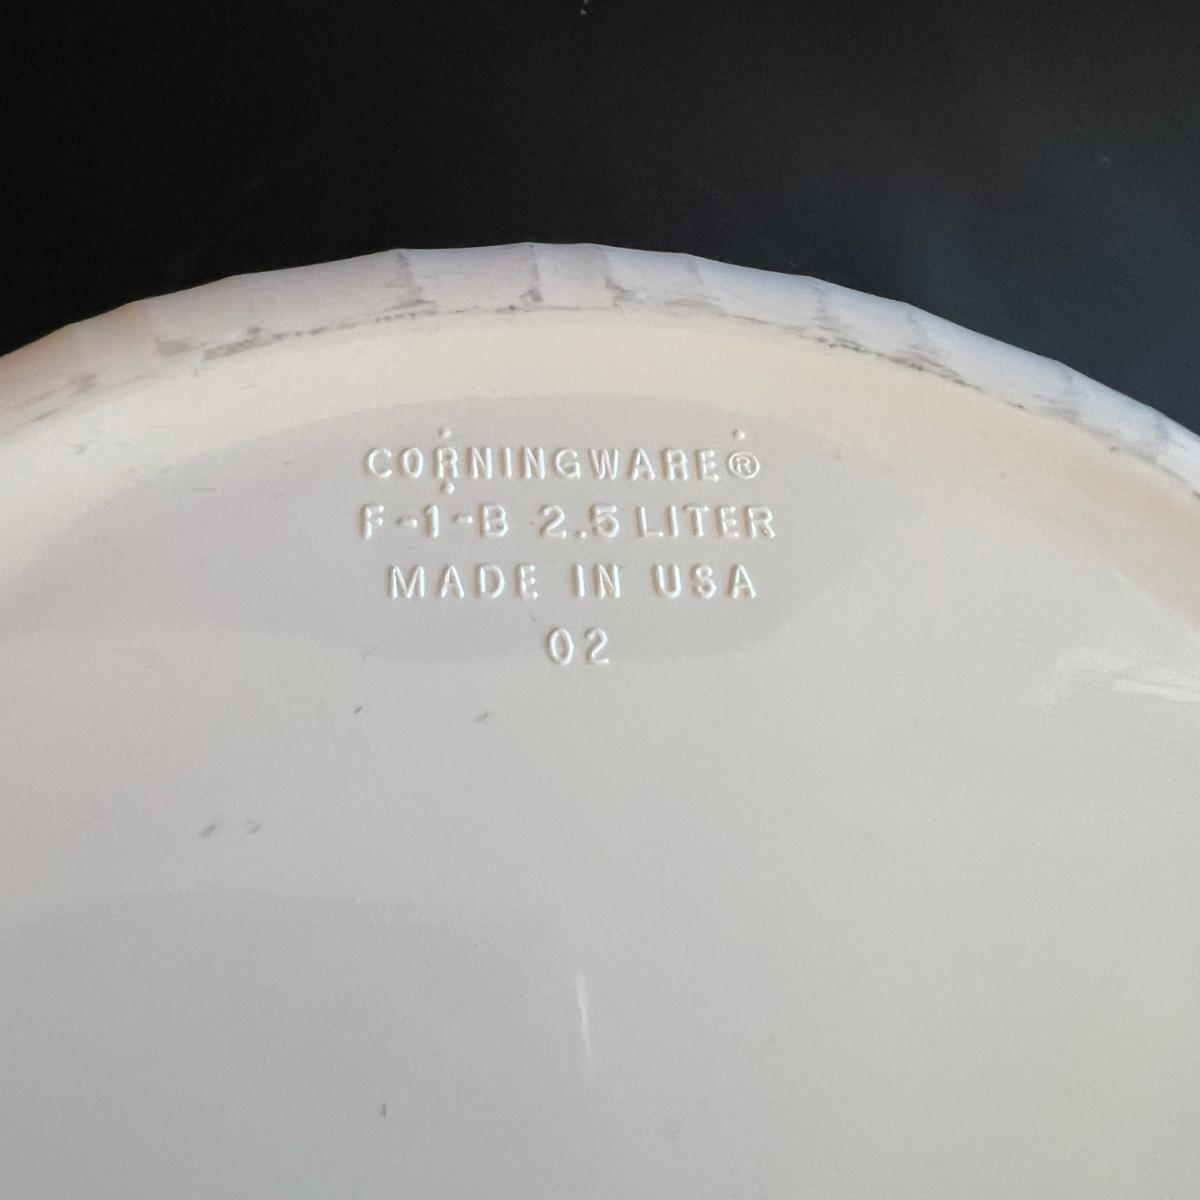 CORNINGWARE®
F-1-B 2.5 LITER
MADE IN USA
02